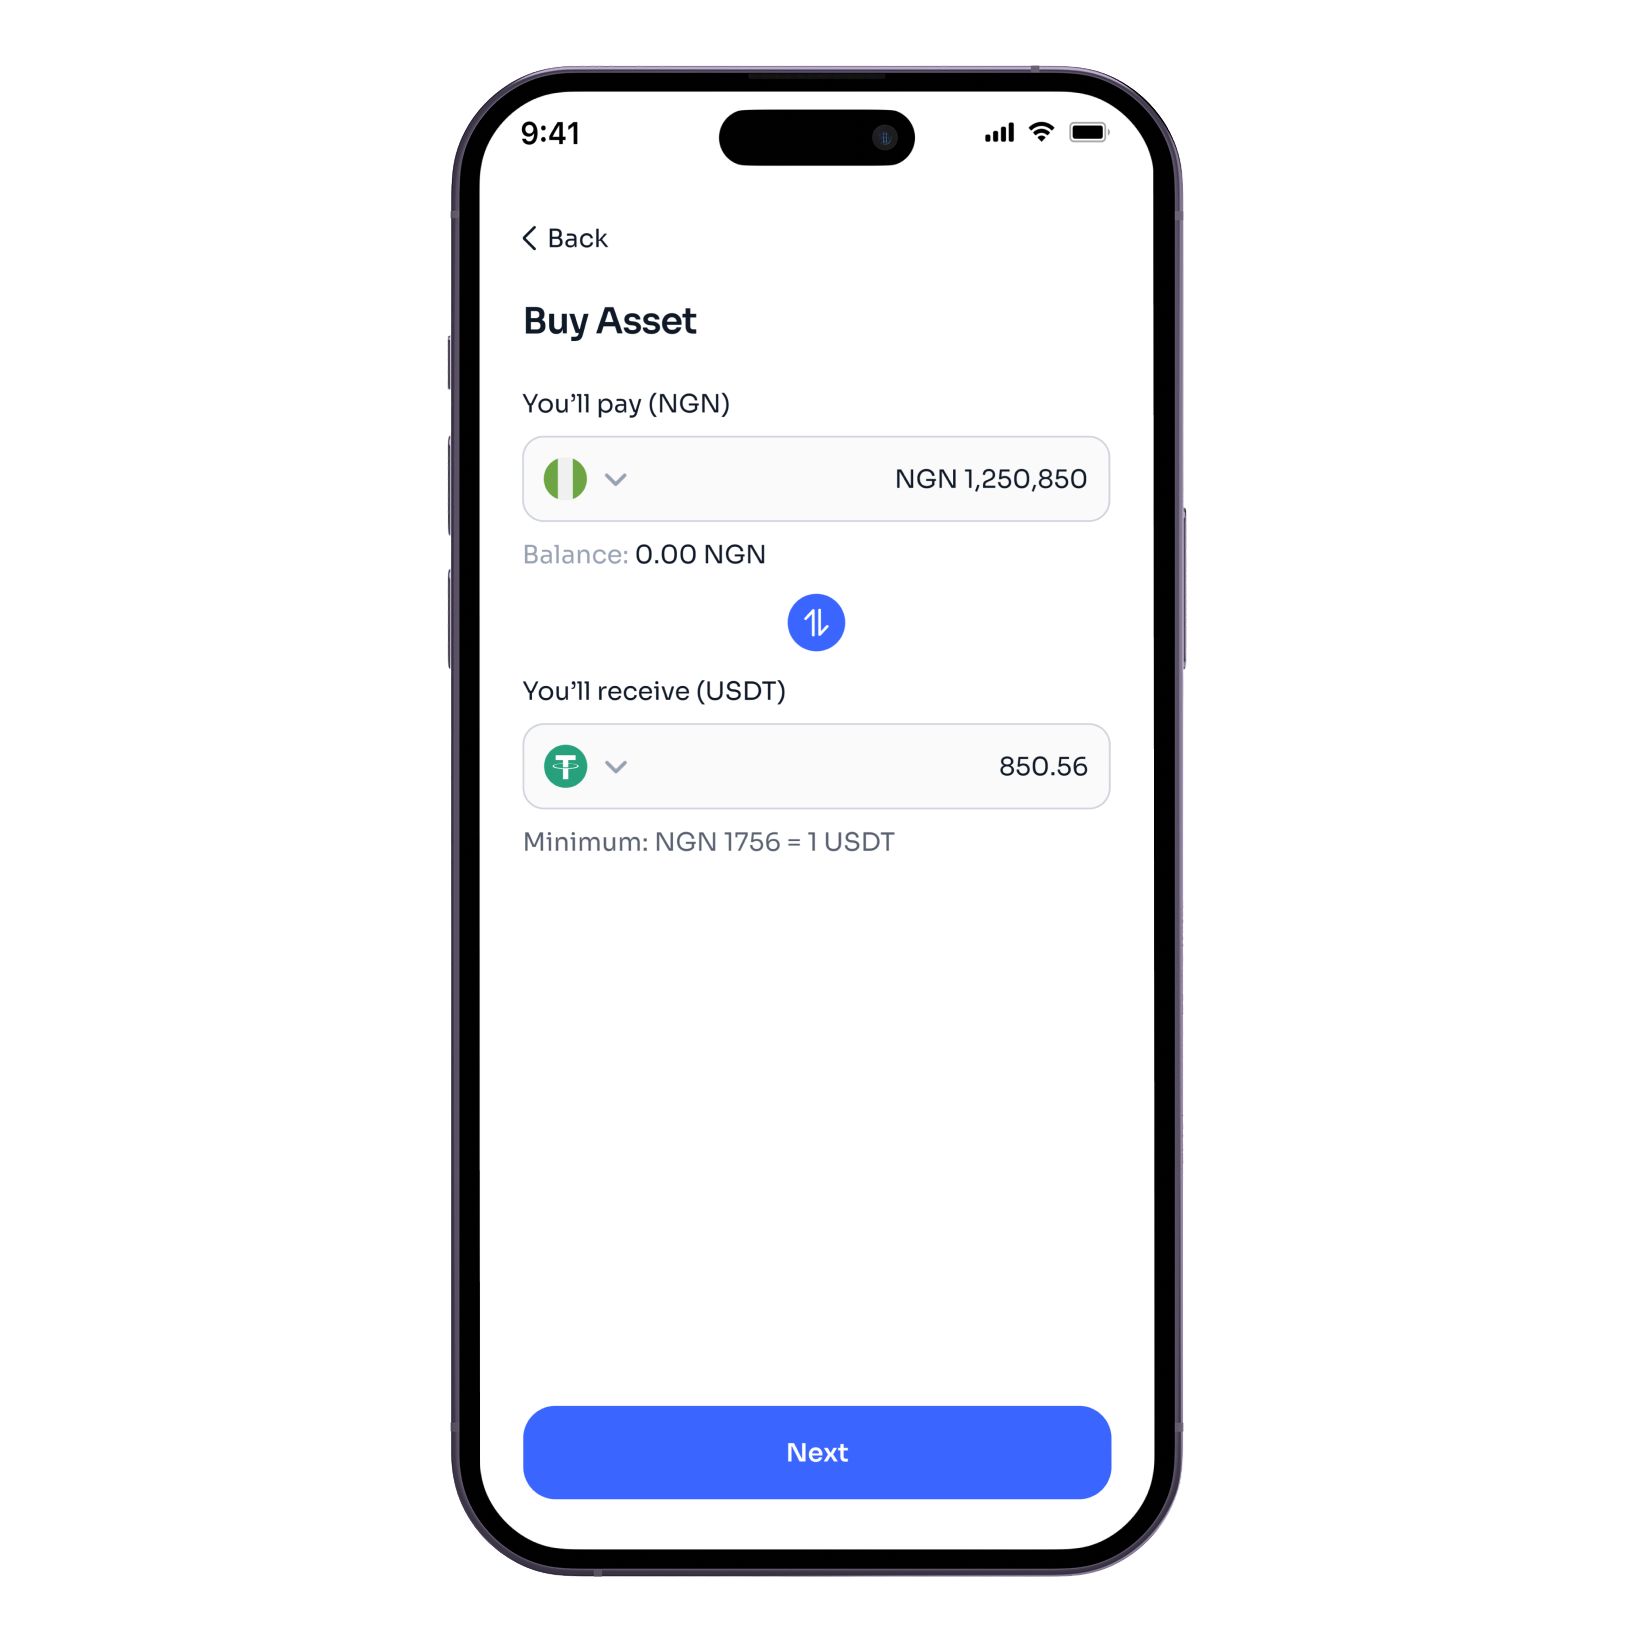 9:41
Back
Buy Asset
You’ll pay (NGN)
NGN 1,250,850
Balance: 0.00 NGN
You’ll receive (USDT)
850.56
Minimum: NGN 1756 = 1 USDT
Next